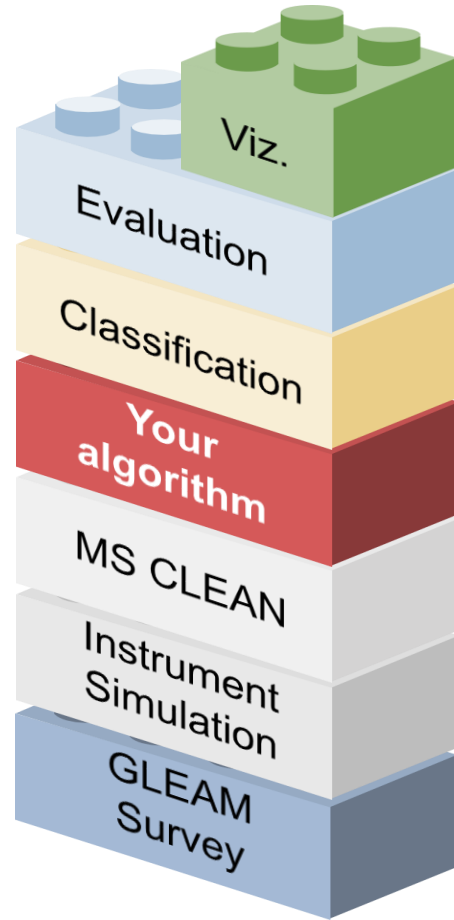 Viz.
Evaluation
Classification
Your
algorithm
MS CLEAN
Instrument
Simulation
GLEAM
Survey